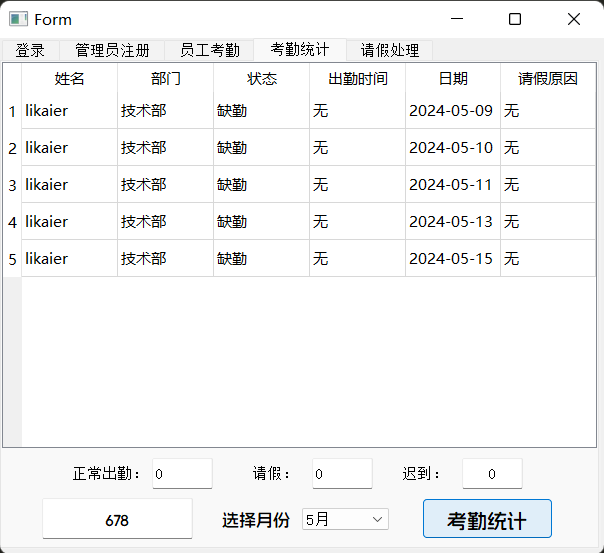 Form
登录 管理员注册 员工考勤 考勤统计 请假处理
姓名 部门 状态 出勤时间 日期 请假原因
1 likaier 技术部 缺勤 无 2024-05-09 无
2 likaier 技术部 缺勤 无 2024-05-10 无
3 likaier 技术部 缺勤 无 2024-05-11 无
4 likaier 技术部 缺勤 无 2024-05-13 无
5 likaier 技术部 缺勤 无 2024-05-15 无
正常出勤： 0 请假： 0 迟到： 0
678 选择月份 5月 考勤统计